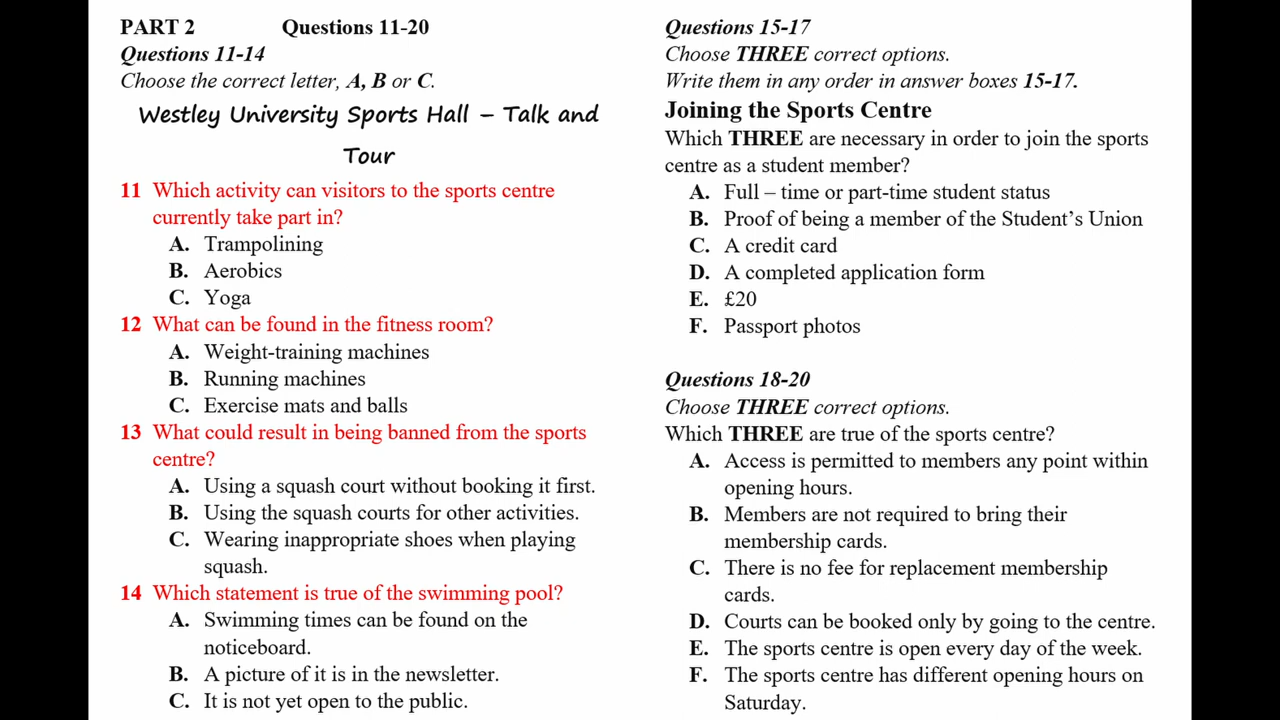 PART 2 Questions 11-20
Questions 11-14
Choose the correct letter, A, B or C.
Westley University Sports Hall – Talk and
Tour
11 Which activity can visitors to the sports centre
currently take part in?
A. Trampolining
B. Aerobics
C. Yoga
12 What can be found in the fitness room?
A. Weight-training machines
B. Running machines
C. Exercise mats and balls
13 What could result in being banned from the sports
centre?
A. Using a squash court without booking it first.
B. Using the squash courts for other activities.
C. Wearing inappropriate shoes when playing
squash.
14 Which statement is true of the swimming pool?
A. Swimming times can be found on the
noticeboard.
B. A picture of it is in the newsletter.
C. It is not yet open to the public.
Questions 15-17
Choose THREE correct options.
Write them in any order in answer boxes 15-17.
Joining the Sports Centre
Which THREE are necessary in order to join the sports
centre as a student member?
A. Full – time or part-time student status
B. Proof of being a member of the Student’s Union
C. A credit card
D. A completed application form
E. £20
F. Passport photos
Questions 18-20
Choose THREE correct options.
Which THREE are true of the sports centre?
A. Access is permitted to members any point within
opening hours.
B. Members are not required to bring their
membership cards.
C. There is no fee for replacement membership
cards.
D. Courts can be booked only by going to the centre.
E. The sports centre is open every day of the week.
F. The sports centre has different opening hours on
Saturday.